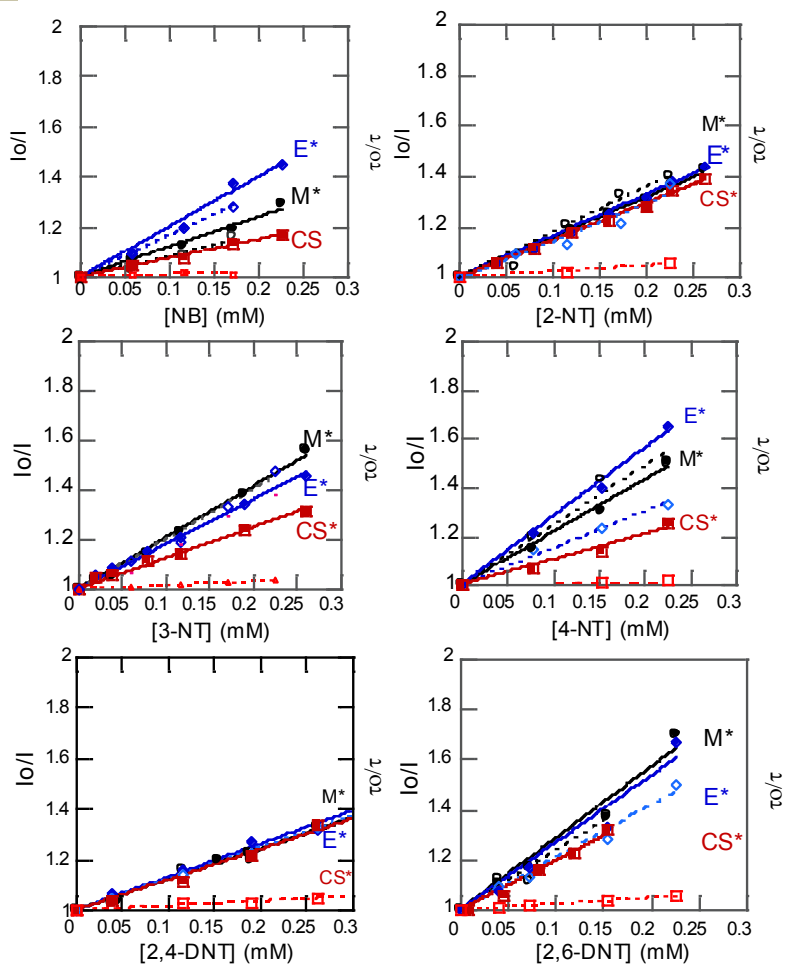 2
1.8
1.6
1.4
1.2
1
Io/I
τo/τ
E*
M*
CS
0
0.05
0.1
0.15
0.2
0.25
0.3
[NB] (mM)
2
1.8
1.6
1.4
1.2
1
Io/I
τo/τ
M*
E*
CS*
0
0.05
0.1
0.15
0.2
0.25
0.3
[2-NT] (mM)
2
1.8
1.6
1.4
1.2
1
Io/I
τo/τ
M*
E*
CS*
0
0.05
0.1
0.15
0.2
0.25
0.3
[3-NT] (mM)
2
1.8
1.6
1.4
1.2
1
Io/I
τo/τ
E*
M*
CS*
0
0.05
0.1
0.15
0.2
0.25
0.3
[4-NT] (mM)
2
1.8
1.6
1.4
1.2
1
Io/I
τo/τ
M*
E*
CS*
0
0.05
0.1
0.15
0.2
0.25
0.3
[2,4-DNT] (mM)
2
1.8
1.6
1.4
1.2
1
Io/I
τo/τ
M*
E*
CS*
0
0.05
0.1
0.15
0.2
0.25
0.3
[2,6-DNT] (mM)